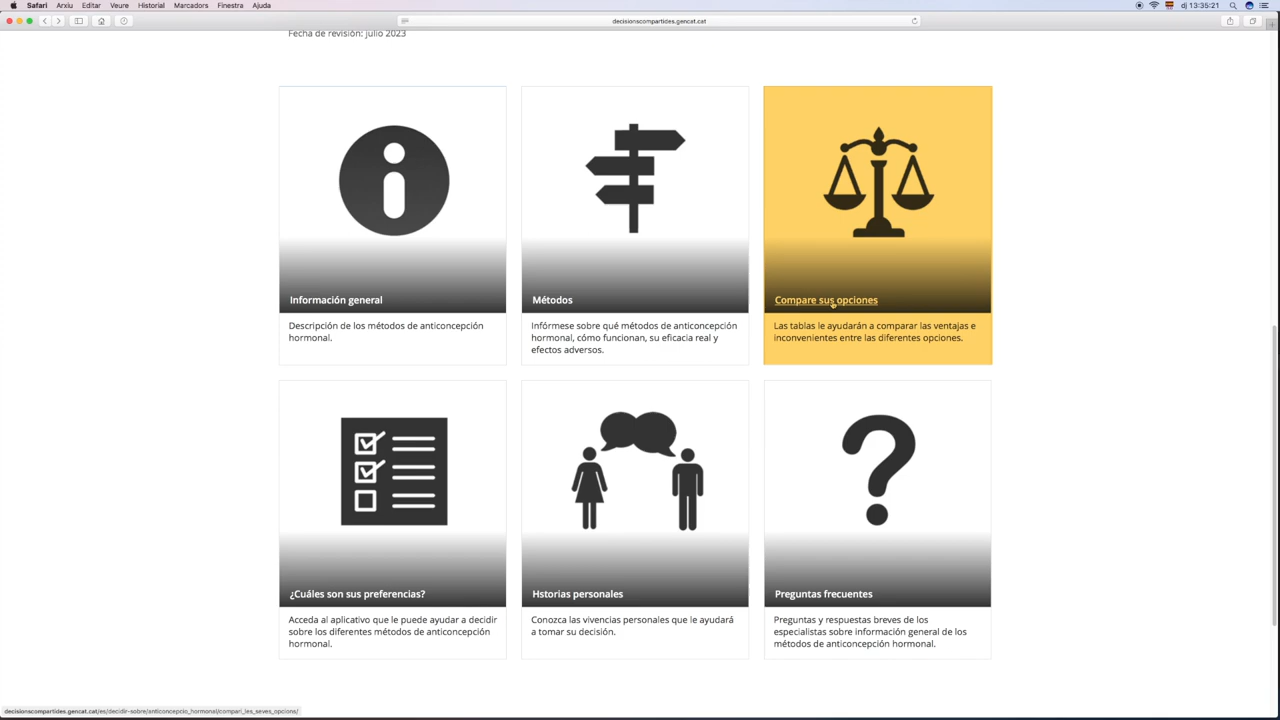 Safari Arxiu Editar Veure Historial Marcadors Finestra Ajuda
dj 13:35:21
decisionscompartides.gencat.cat
Fecha de revisión: julio 2023
Información general
Descripción de los métodos de anticoncepción
hormonal.
Métodos
Infórmese sobre qué métodos de anticoncepción
hormonal, cómo funcionan, su eficacia real y
efectos adversos.
Compare sus opciones
Las tablas le ayudarán a comparar las ventajas e
inconvenientes entre las diferentes opciones.
¿Cuáles son sus preferencias?
Acceda al aplicativo que le puede ayudar a decidir
sobre los diferentes métodos de anticoncepción
hormonal.
Hstorias personales
Conozca las vivencias personales que le ayudará
a tomar su decisión.
Preguntas frecuentes
Preguntas y respuestas breves de los
especialistas sobre información general de los
métodos de anticoncepción hormonal.
decisionscompartides.gencat.cat/es/decidir-sobre/anticoncepcio_hormonal/compari_les_seves_opcions/